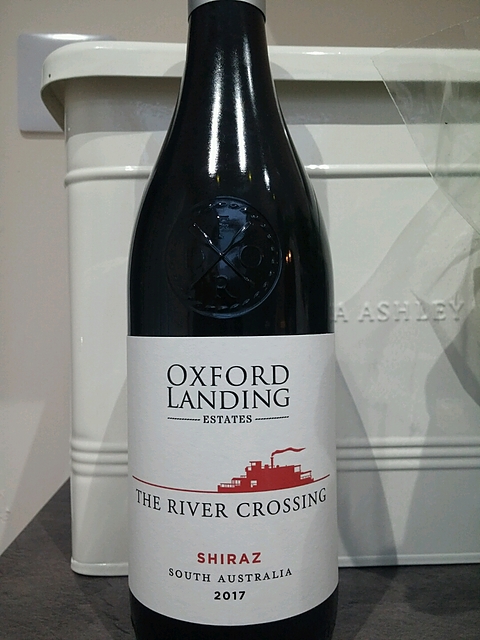 OXFORD
LANDING
ESTATES
THE RIVER CROSSING
SHIRAZ
SOUTH AUSTRALIA
2017
A ASHLEY